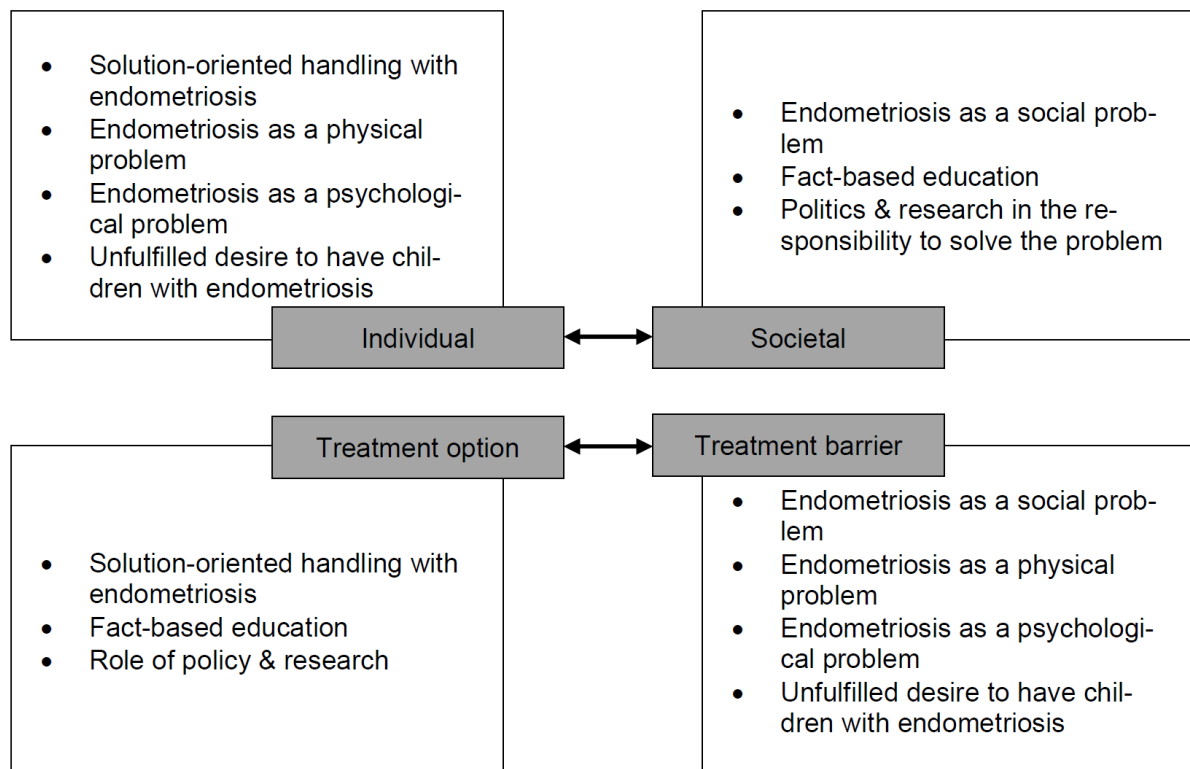 • Solution-oriented handling with
endometriosis
• Endometriosis as a physical
problem
• Endometriosis as a psychologi-
cal problem
• Unfulfilled desire to have chil-
dren with endometriosis
Individual
• Endometriosis as a social prob-
lem
• Fact-based education
• Politics & research in the re-
sponsibility to solve the problem
Societal
Treatment option
• Solution-oriented handling with
endometriosis
• Fact-based education
• Role of policy & research
Treatment barrier
• Endometriosis as a social prob-
lem
• Endometriosis as a physical
problem
• Endometriosis as a psychologi-
cal problem
• Unfulfilled desire to have chil-
dren with endometriosis